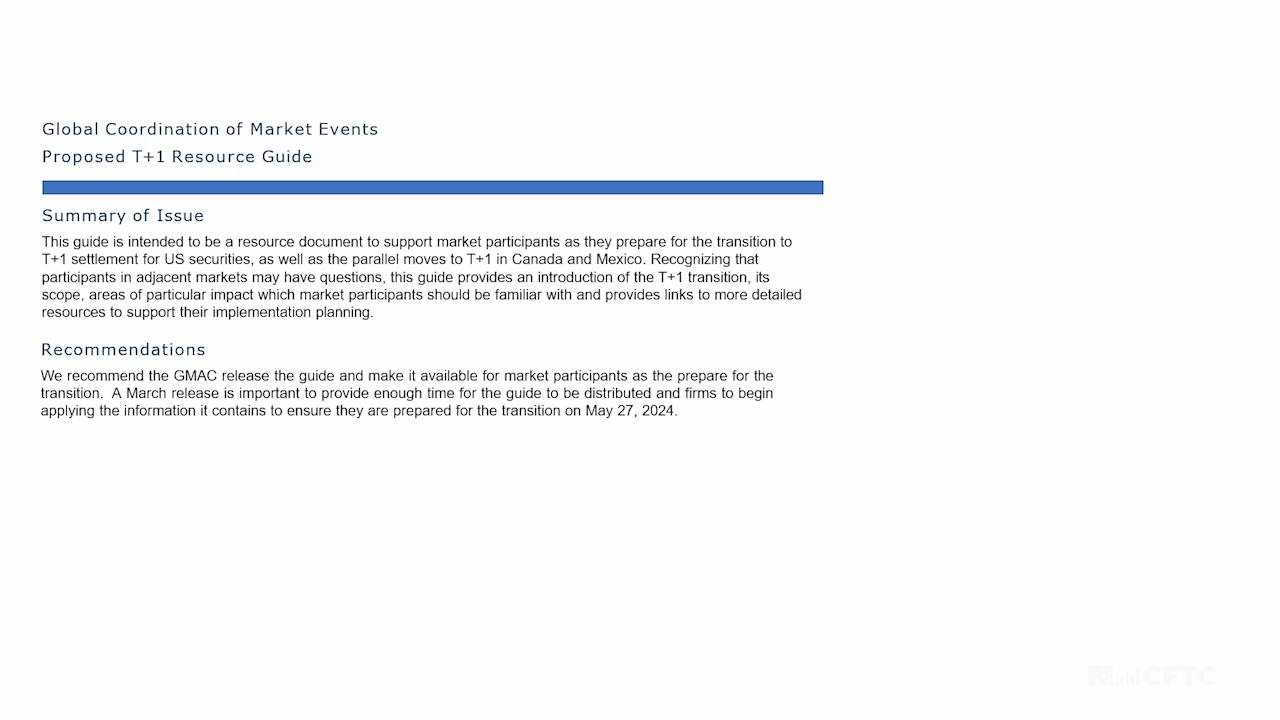 Global Coordination of Market Events
Proposed T+1 Resource Guide
Summary of Issue
This guide is intended to be a resource document to support market participants as they prepare for the transition to
T+1 settlement for US securities, as well as the parallel moves to T+1 in Canada and Mexico. Recognizing that
participants in adjacent markets may have questions, this guide provides an introduction of the T+1 transition, its
scope, areas of particular impact which market participants should be familiar with and provides links to more detailed
resources to support their implementation planning.
Recommendations
We recommend the GMAC release the guide and make it available for market participants as the prepare for the
transition.  A March release is important to provide enough time for the guide to be distributed and firms to begin
applying the information it contains to ensure they are prepared for the transition on May 27, 2024.
CFTC